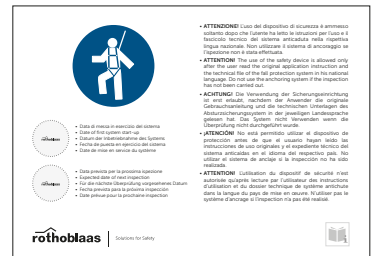 rothoblaas
• Data di messa in esercizio del sistema
• Date of first system start-up
• Datum der Inbetriebnahme des Systems
• Fecha de puesta en ejercicio del sistema
• Date de mise en service du système
rothoblaas
• Data prevista per la prossima ispezione
• Expected date of next inspection
• Für die nächste Überprüfung vorgesehenes Datum
• Fecha prevista para la próxima inspección
• Date prévue pour la prochaine inspection
rothoblaas
Solutions for Safety
• ATTENZIONE! L'uso del dispositivo di sicurezza è ammesso
soltanto dopo che l'utente ha letto le istruzioni per l'uso e il
fascicolo tecnico del sistema anticaduta nella rispettiva
lingua nazionale. Non utilizzare il sistema di ancoraggio se
l'ispezione non è stata effettuata.
• ATTENTION! The use of the safety device is allowed only
after the user read the original application instruction and
the technical file of the fall protection system in his national
language. Do not use the anchoring system if the inspection
has not been carried out.
• ACHTUNG! Die Verwendung der Sicherungseinrichtung
ist erst erlaubt, nachdem der Anwender die originale
Gebrauchsanleitung und die technischen Unterlagen des
Absturzsicherungssystem in der jeweiligen Landessprache
gelesen hat. Das System nicht Verwenden wenn die
Überprüfung nicht durchgeführt wurde.
• ¡ATENCIÓN! No está permitido utilizar el dispositivo de
protección antes de que el usuario hgan leído las
instrucciones de uso originales y el expediente técnico del
sistema anticaídas en el idioma del respectivo país. No
utilizar el sistema de anclaje si la inspección no ha sido
realizada.
• ATTENTION! L'utilisation du dispositif de sécurité n'est
autorisée qu'après lecture par l'utilisateur des instructions
d'utilisation et du dossier technique de système antichute
dans la langue du pays de mise en œuvre. N'utiliser pas le
système d'ancrage si l'inspection n'a pas été réalisé.